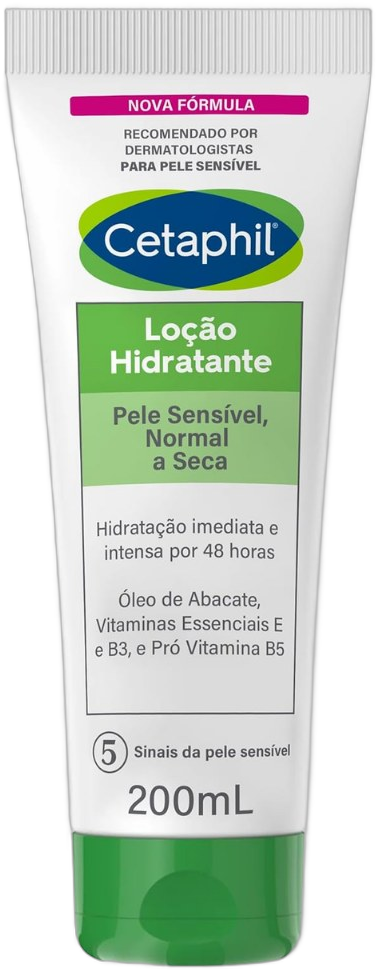 NOVA FÓRMULA
RECOMENDADO POR
DERMATOLOGISTAS
PARA PELE SENSÍVEL
Cetaphil®
Loção
Hidratante
Pele Sensível,
Normal
a Seca
Hidratação imediata e
intensa por 48 horas
Óleo de Abacate,
Vitaminas Essenciais E
e B3, e Pró Vitamina B5
5 Sinais da pele sensível
200mL